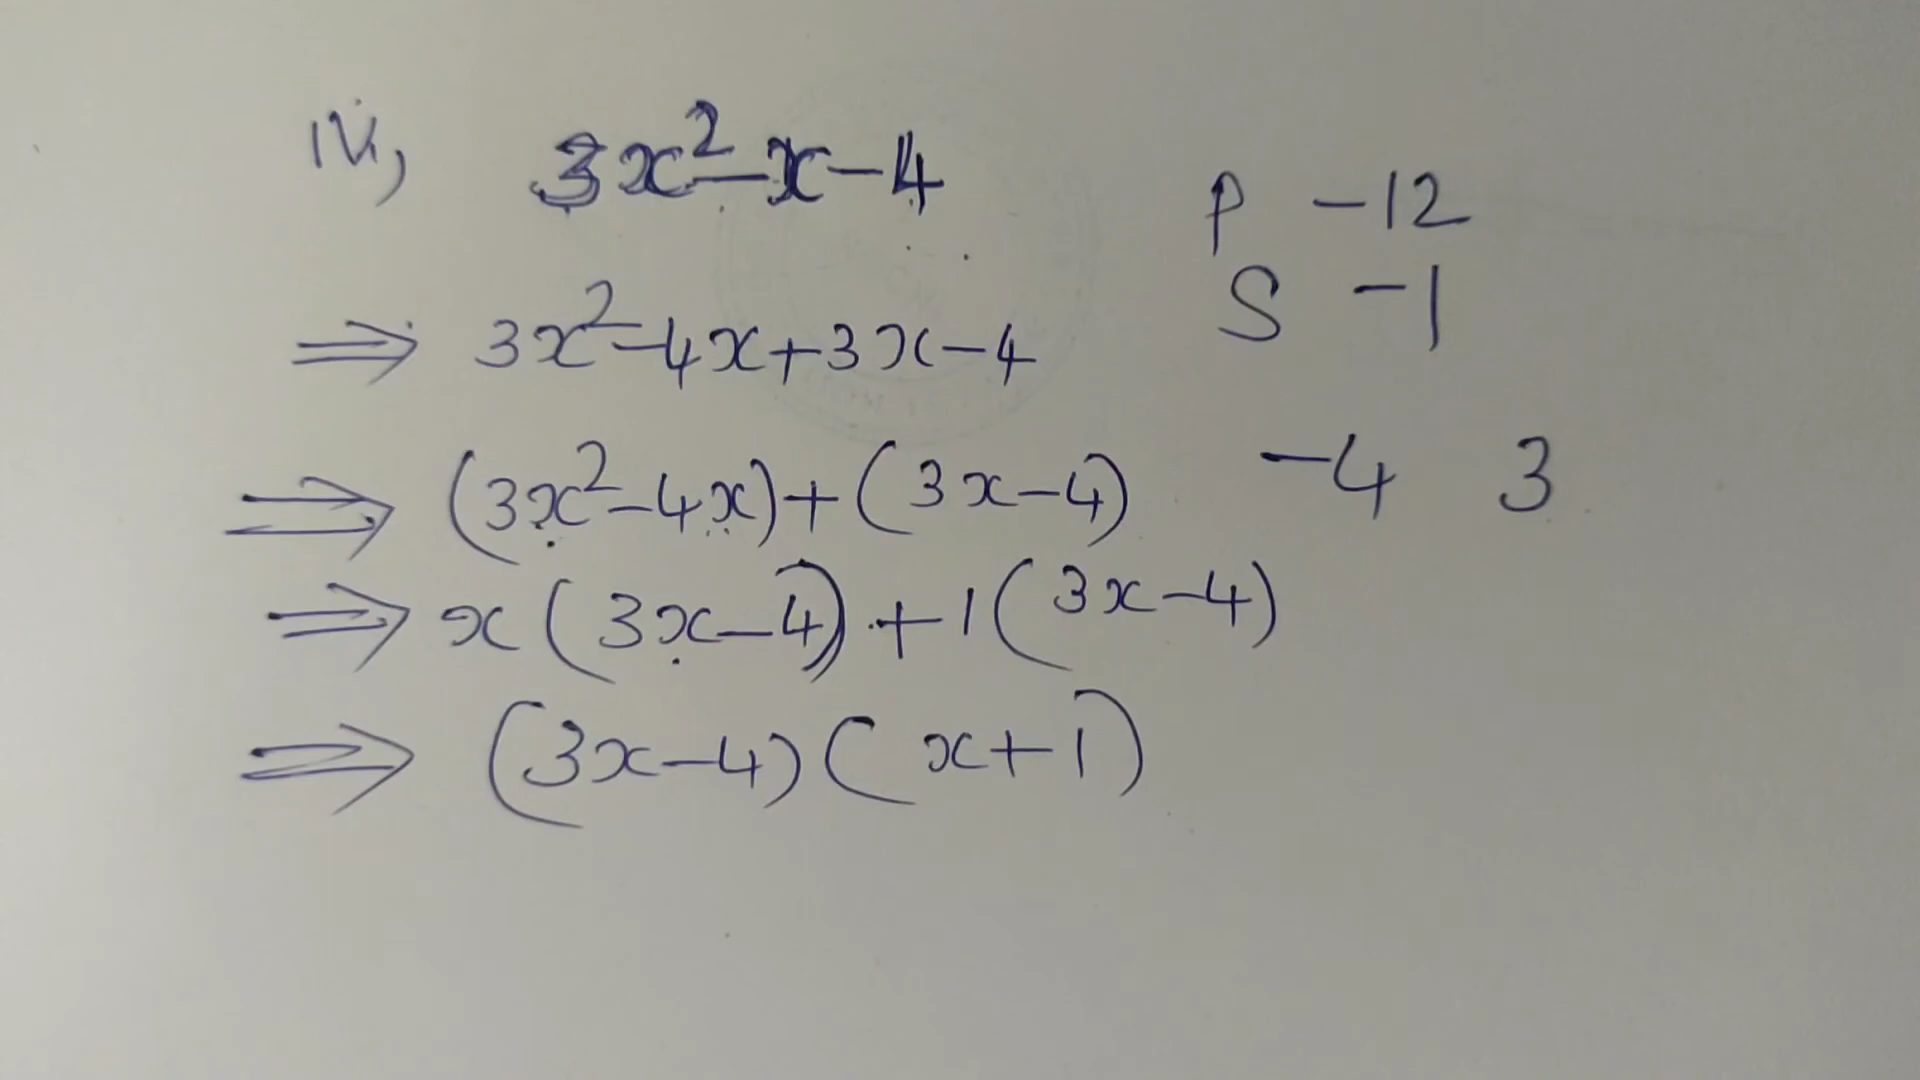 iv, 3x²-x-4
P -12
S -1
⇒ 3x²-4x+3x-4
⇒ (3x²-4x)+(3x-4)
-4 3
⇒ x(3x-4)+1(3x-4)
⇒ (3x-4)(x+1)